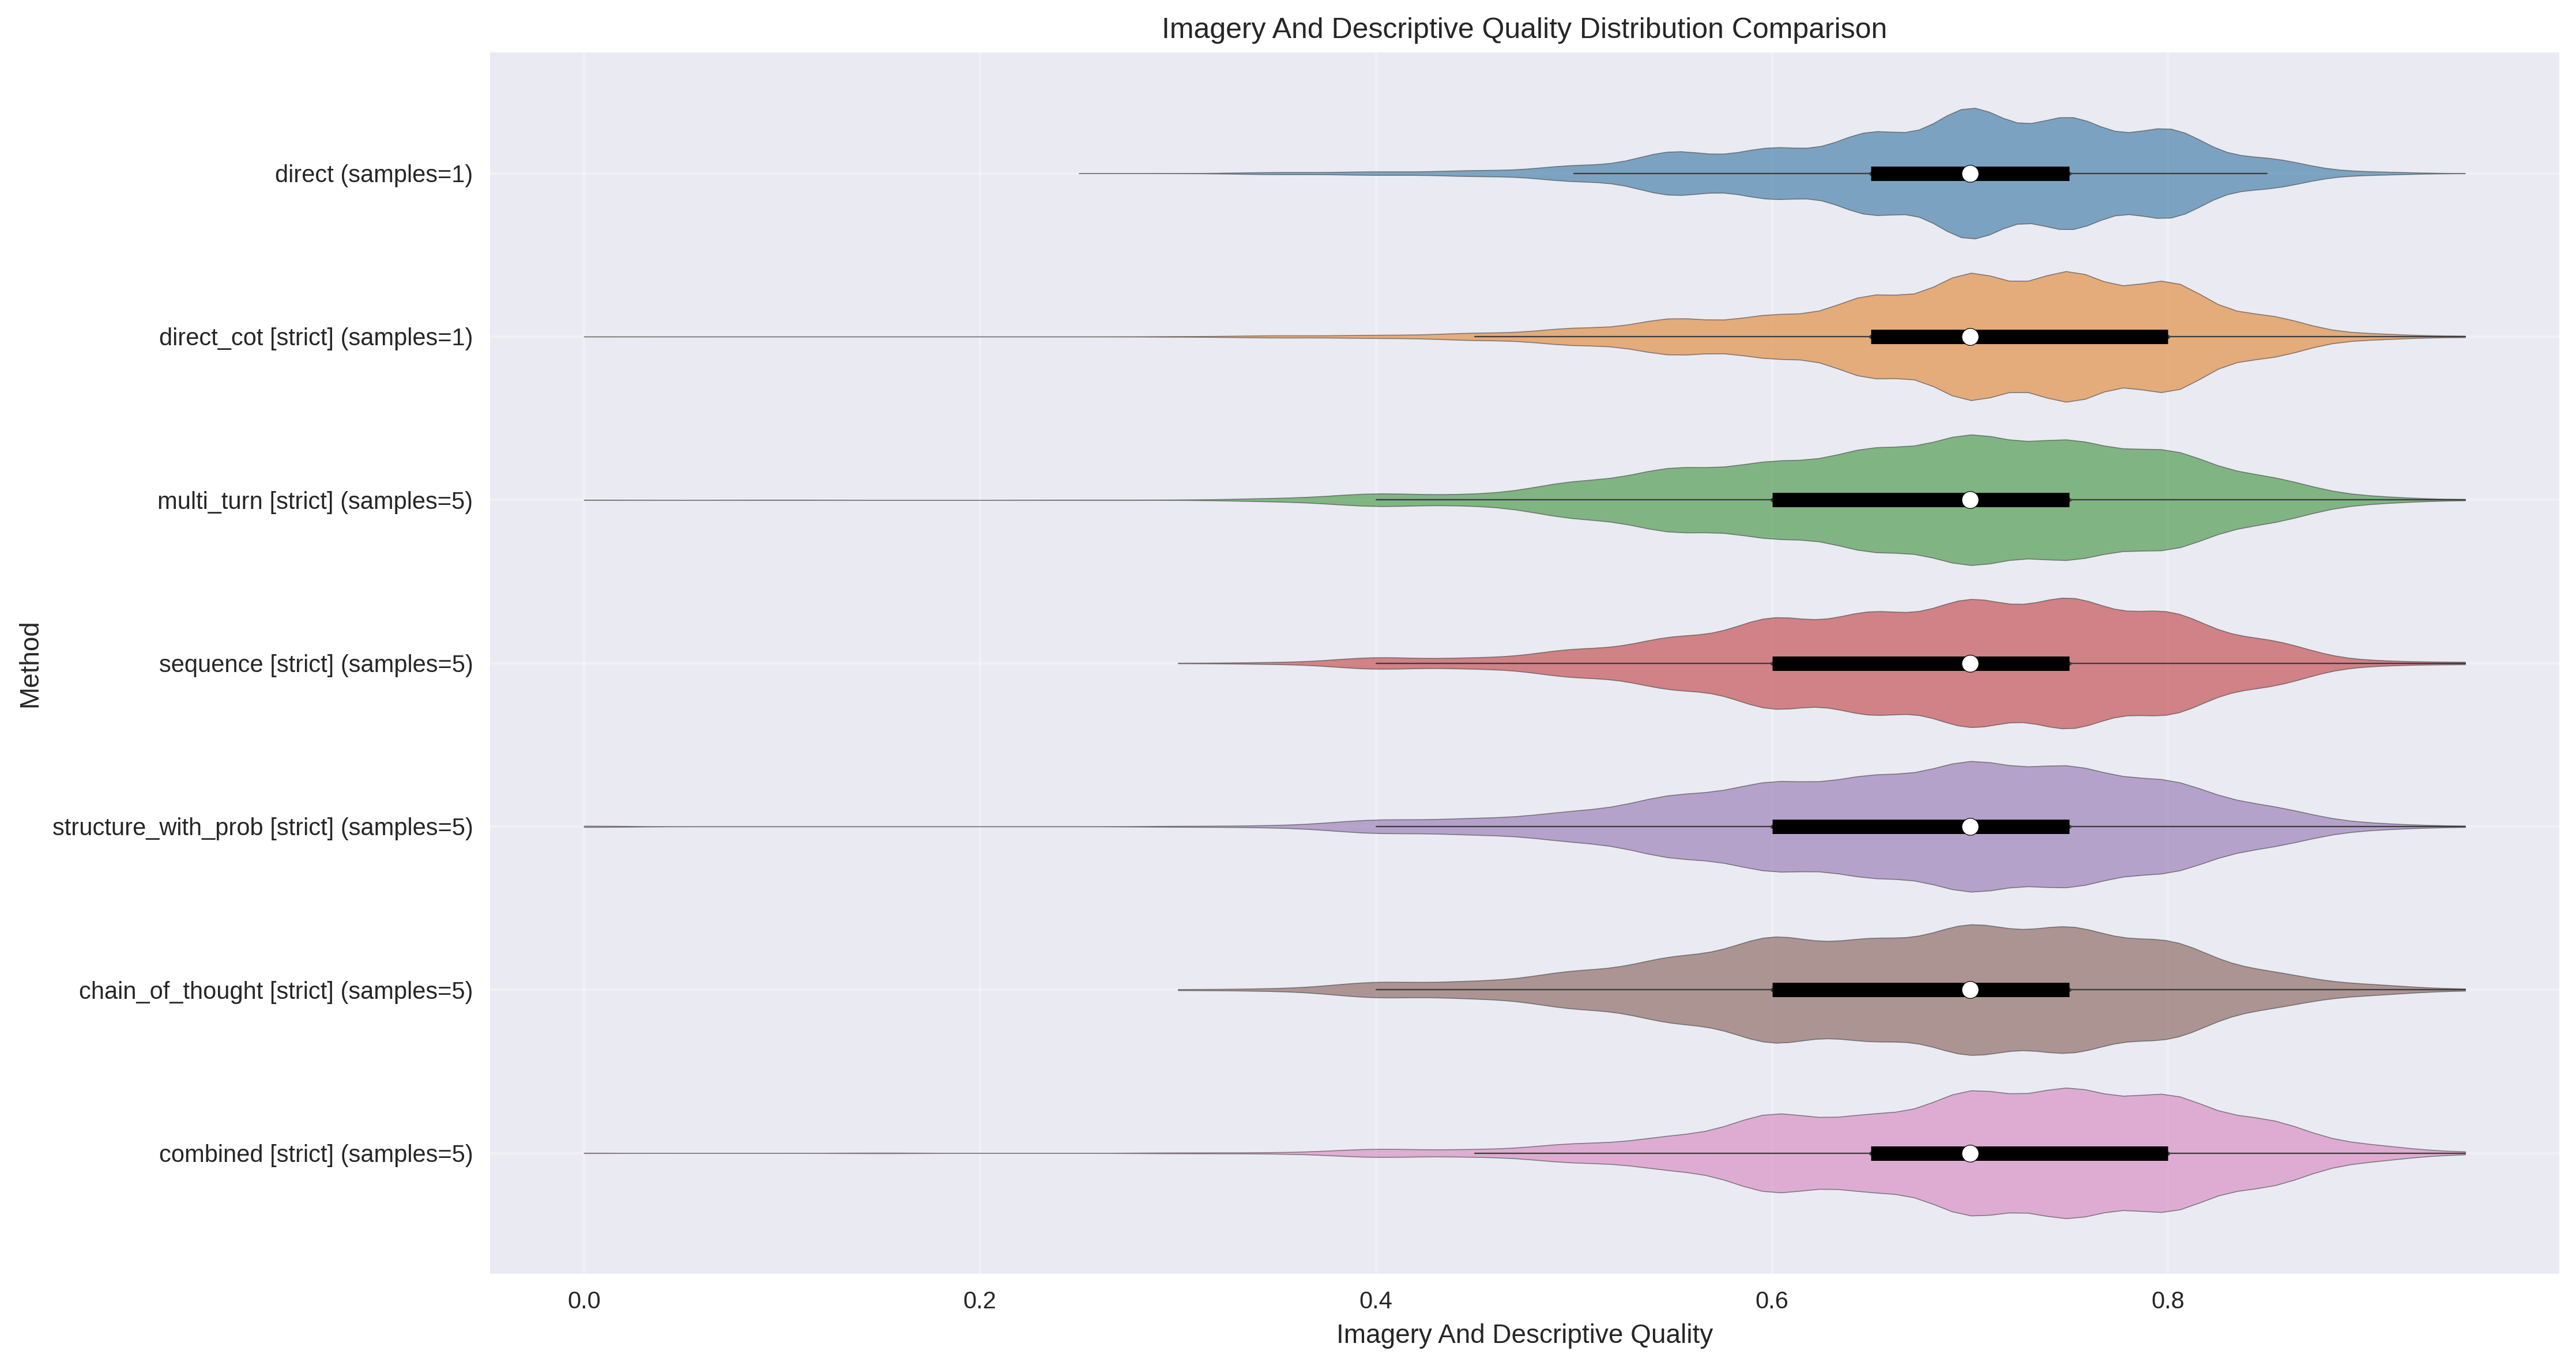 Imagery And Descriptive Quality Distribution Comparison
direct (samples=1)
direct_cot [strict] (samples=1)
multi_turn [strict] (samples=5)
sequence [strict] (samples=5)
structure_with_prob [strict] (samples=5)
chain_of_thought [strict] (samples=5)
combined [strict] (samples=5)
Method
0.0 0.2 0.4 0.6 0.8
Imagery And Descriptive Quality